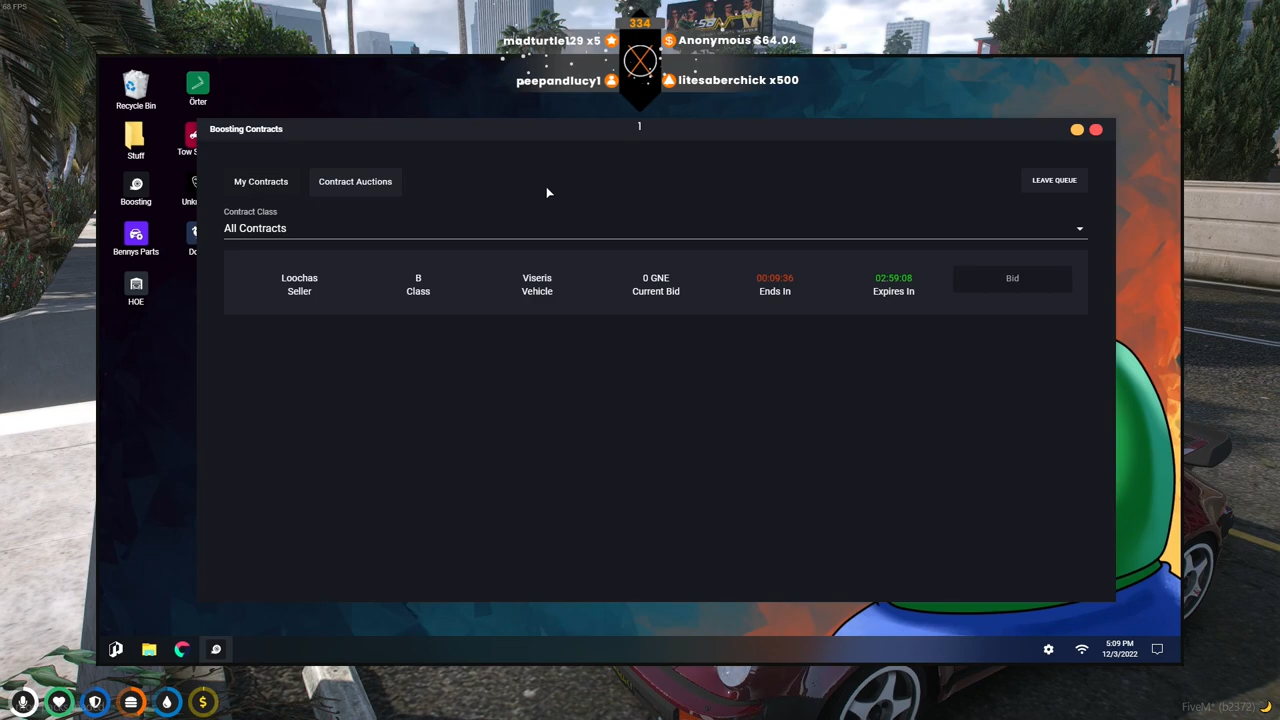 68 FPS
334
madturtle129 x5
Anonymous $64.04
peepandlucy1
litesaberchick x500
1
Recycle Bin
Örter
Stuff
Tow S
Boosting
Unk
Bennys Parts
Do
HOE
Boosting Contracts
My Contracts
Contract Auctions
LEAVE QUEUE
Contract Class
All Contracts
Loochas
B
Viseris
0 GNE
00:09:36
02:59:08
Bid
Seller
Class
Vehicle
Current Bid
Ends In
Expires In
5:09 PM
12/3/2022
FiveM* (b2372)